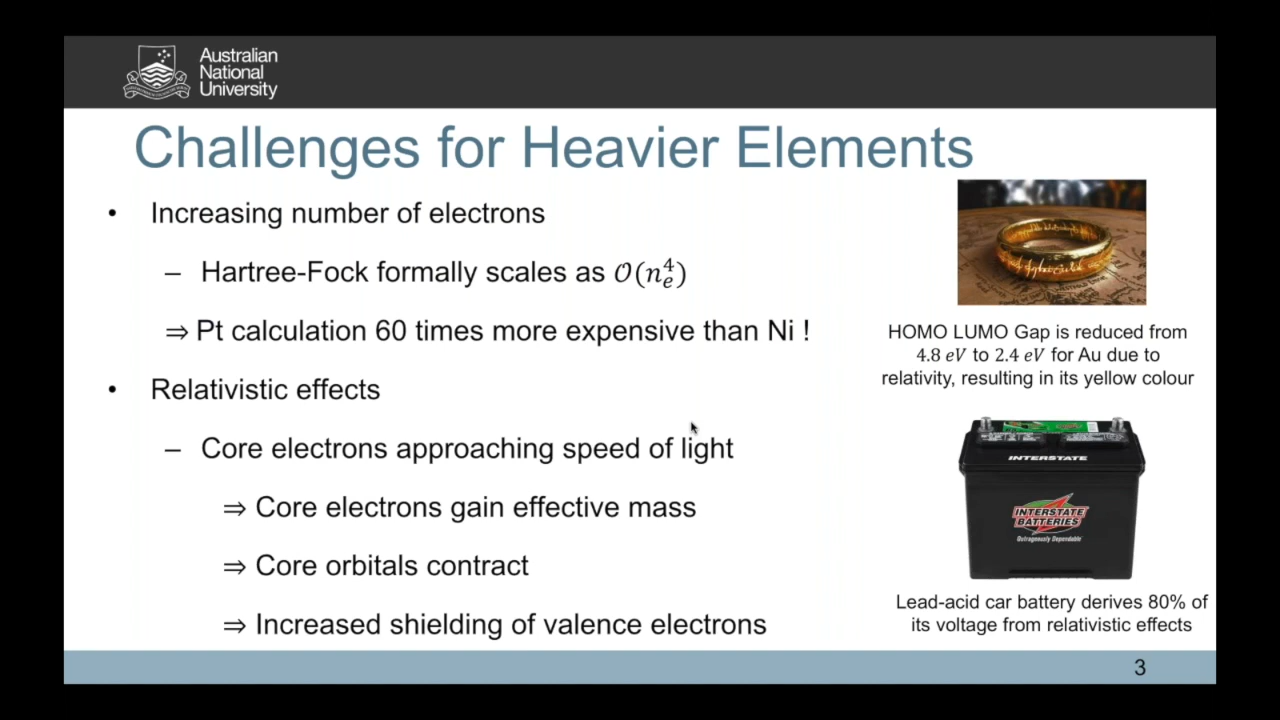 Australian
National
University
Challenges for Heavier Elements
• Increasing number of electrons
– Hartree-Fock formally scales as 𝒪(nₑ⁴)
⇒ Pt calculation 60 times more expensive than Ni !
• Relativistic effects
– Core electrons approaching speed of light
⇒ Core electrons gain effective mass
⇒ Core orbitals contract
⇒ Increased shielding of valence electrons
HOMO LUMO Gap is reduced from
4.8 eV to 2.4 eV for Au due to
relativity, resulting in its yellow colour
INTERSTATE
INTERSTATE
BATTERIES
Outrageously Dependable
Lead-acid car battery derives 80% of
its voltage from relativistic effects
3